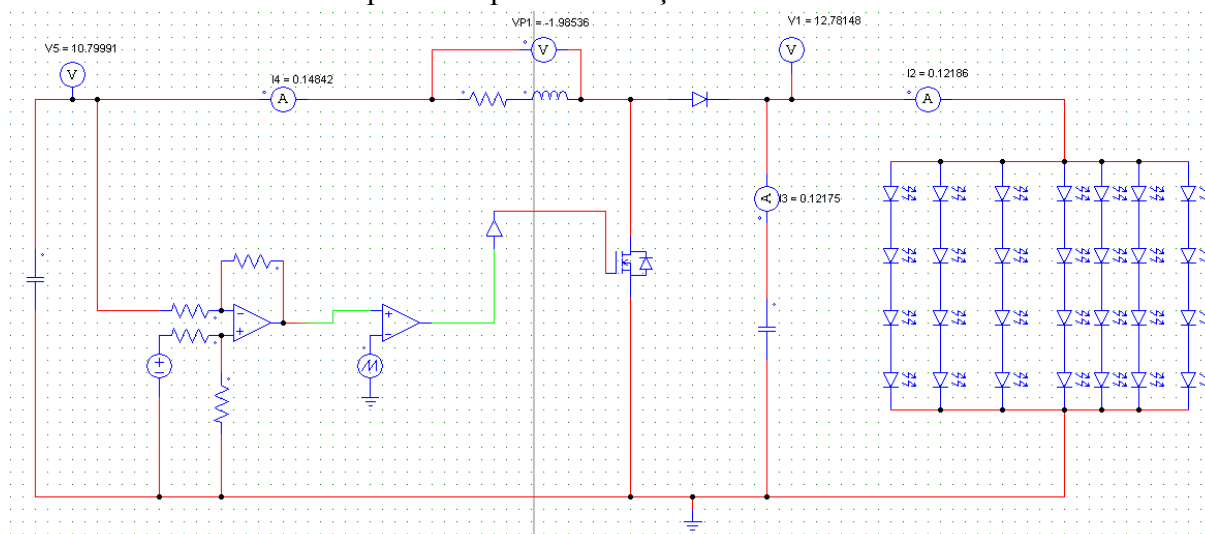 VP1 = -1.98536
V1 = 12.78148
V5 = 10.79991
V
V
V
I4 = 0.14842
I2 = 0.12186
A
A
A
I3 = 0.12175